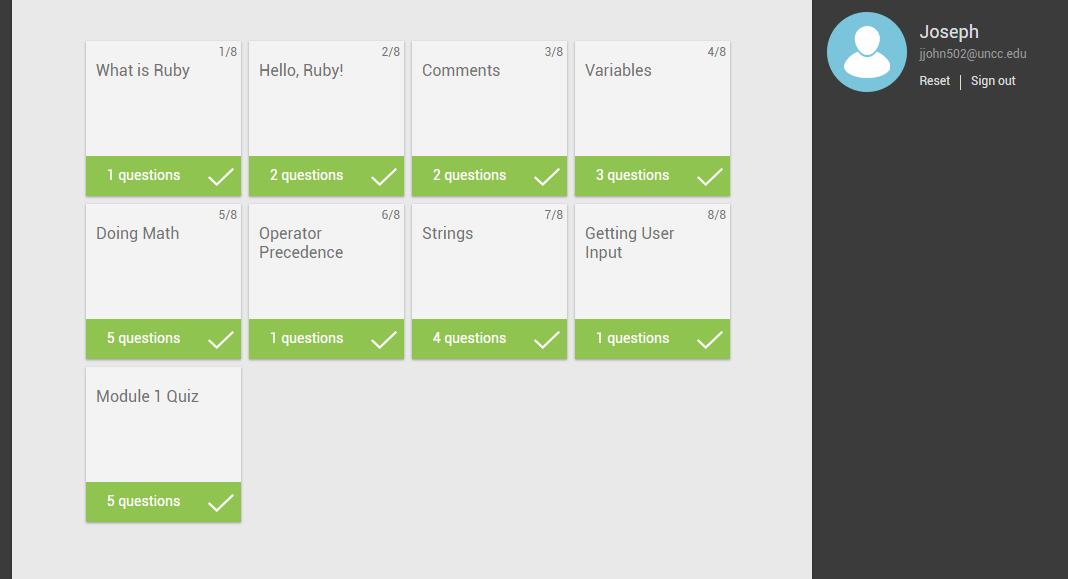 1/8
What is Ruby
1 questions
2/8
Hello, Ruby!
2 questions
3/8
Comments
2 questions
4/8
Variables
3 questions
5/8
Doing Math
5 questions
6/8
Operator
Precedence
1 questions
7/8
Strings
4 questions
8/8
Getting User
Input
1 questions
Module 1 Quiz
5 questions
Joseph
jjohn502@uncc.edu
Reset | Sign out